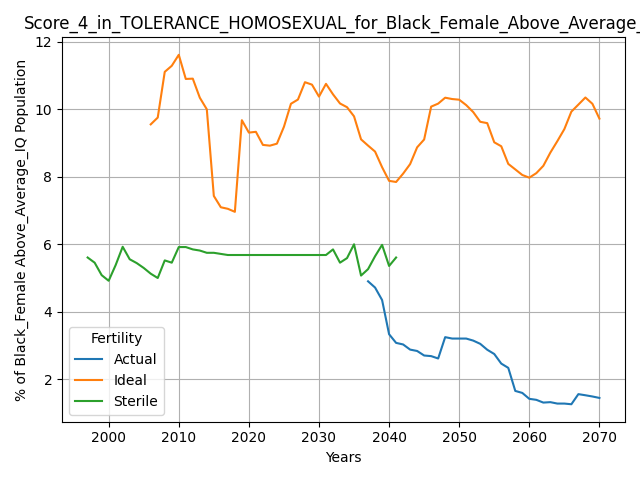 Score_4_in_TOLERANCE_HOMOSEXUAL_for_Black_Female_Above_Average_
% of Black_Female Above_Average_IQ Population
12
10
8
6
4
2
Fertility
Actual
Ideal
Sterile
2000 2010 2020 2030 2040 2050 2060 2070
Years